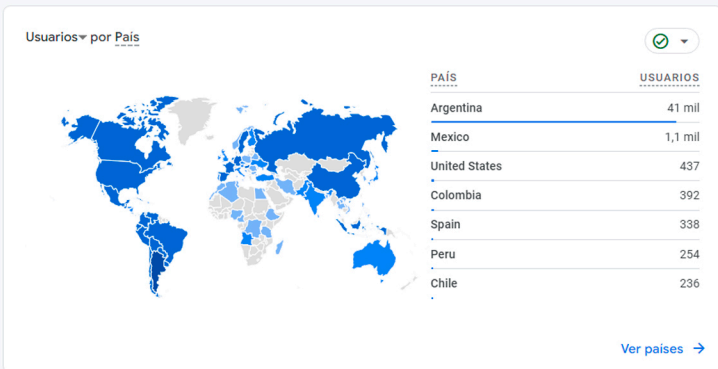 Usuarios por País
PAÍS USUARIOS
Argentina 41 mil
Mexico 1,1 mil
United States 437
Colombia 392
Spain 338
Peru 254
Chile 236
Ver países